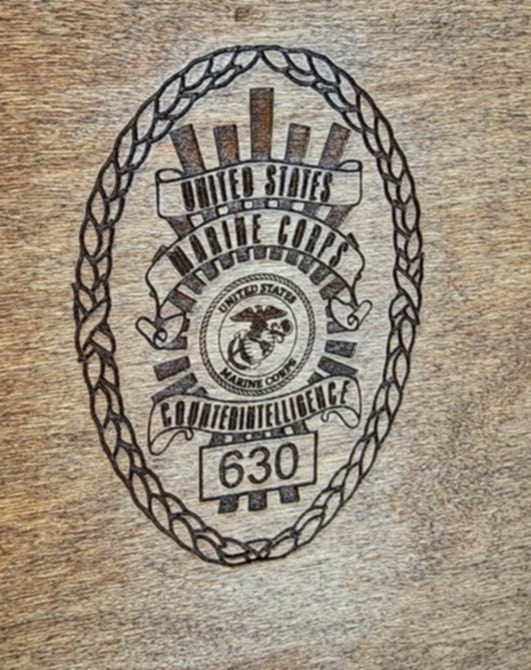 UNITED STATES
MARINE CORPS
UNITED STATES
MARINE CORPS
COUNTERINTELLIGENCE
630